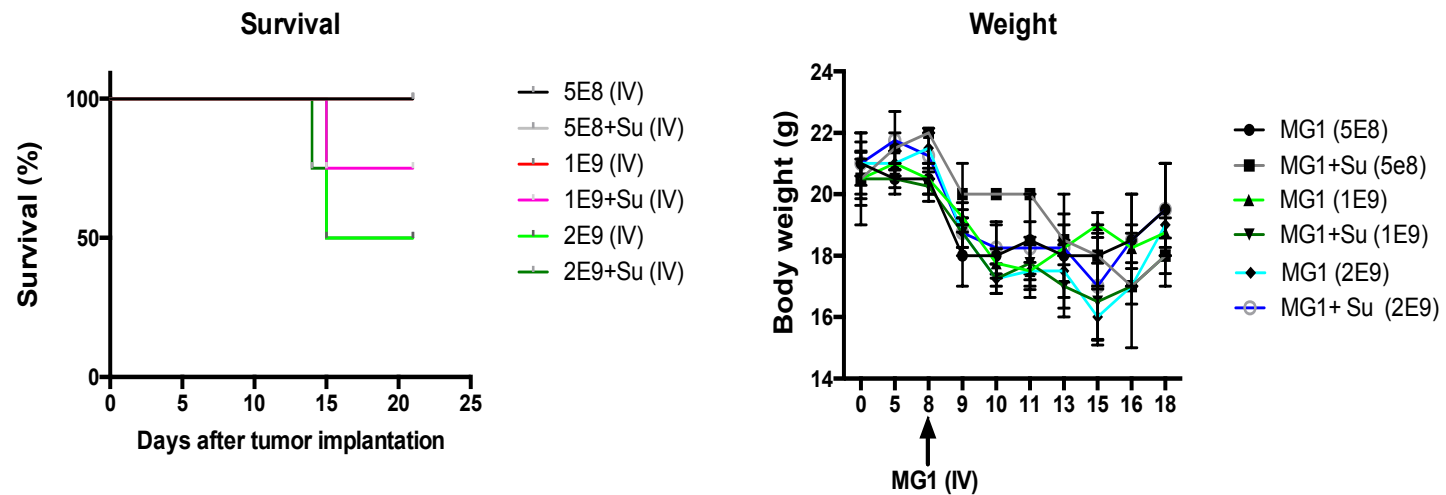 Survival
Survival (%)
100
50
0
0 5 10 15 20 25
Days after tumor implantation
5E8 (IV)
5E8+Su (IV)
1E9 (IV)
1E9+Su (IV)
2E9 (IV)
2E9+Su (IV)
Weight
Body weight (g)
24
22
20
18
16
14
0 5 8 9 10 11 13 15 16 18
MG1 (IV)
MG1 (5E8)
MG1+Su (5e8)
MG1 (1E9)
MG1+Su (1E9)
MG1 (2E9)
MG1+ Su (2E9)